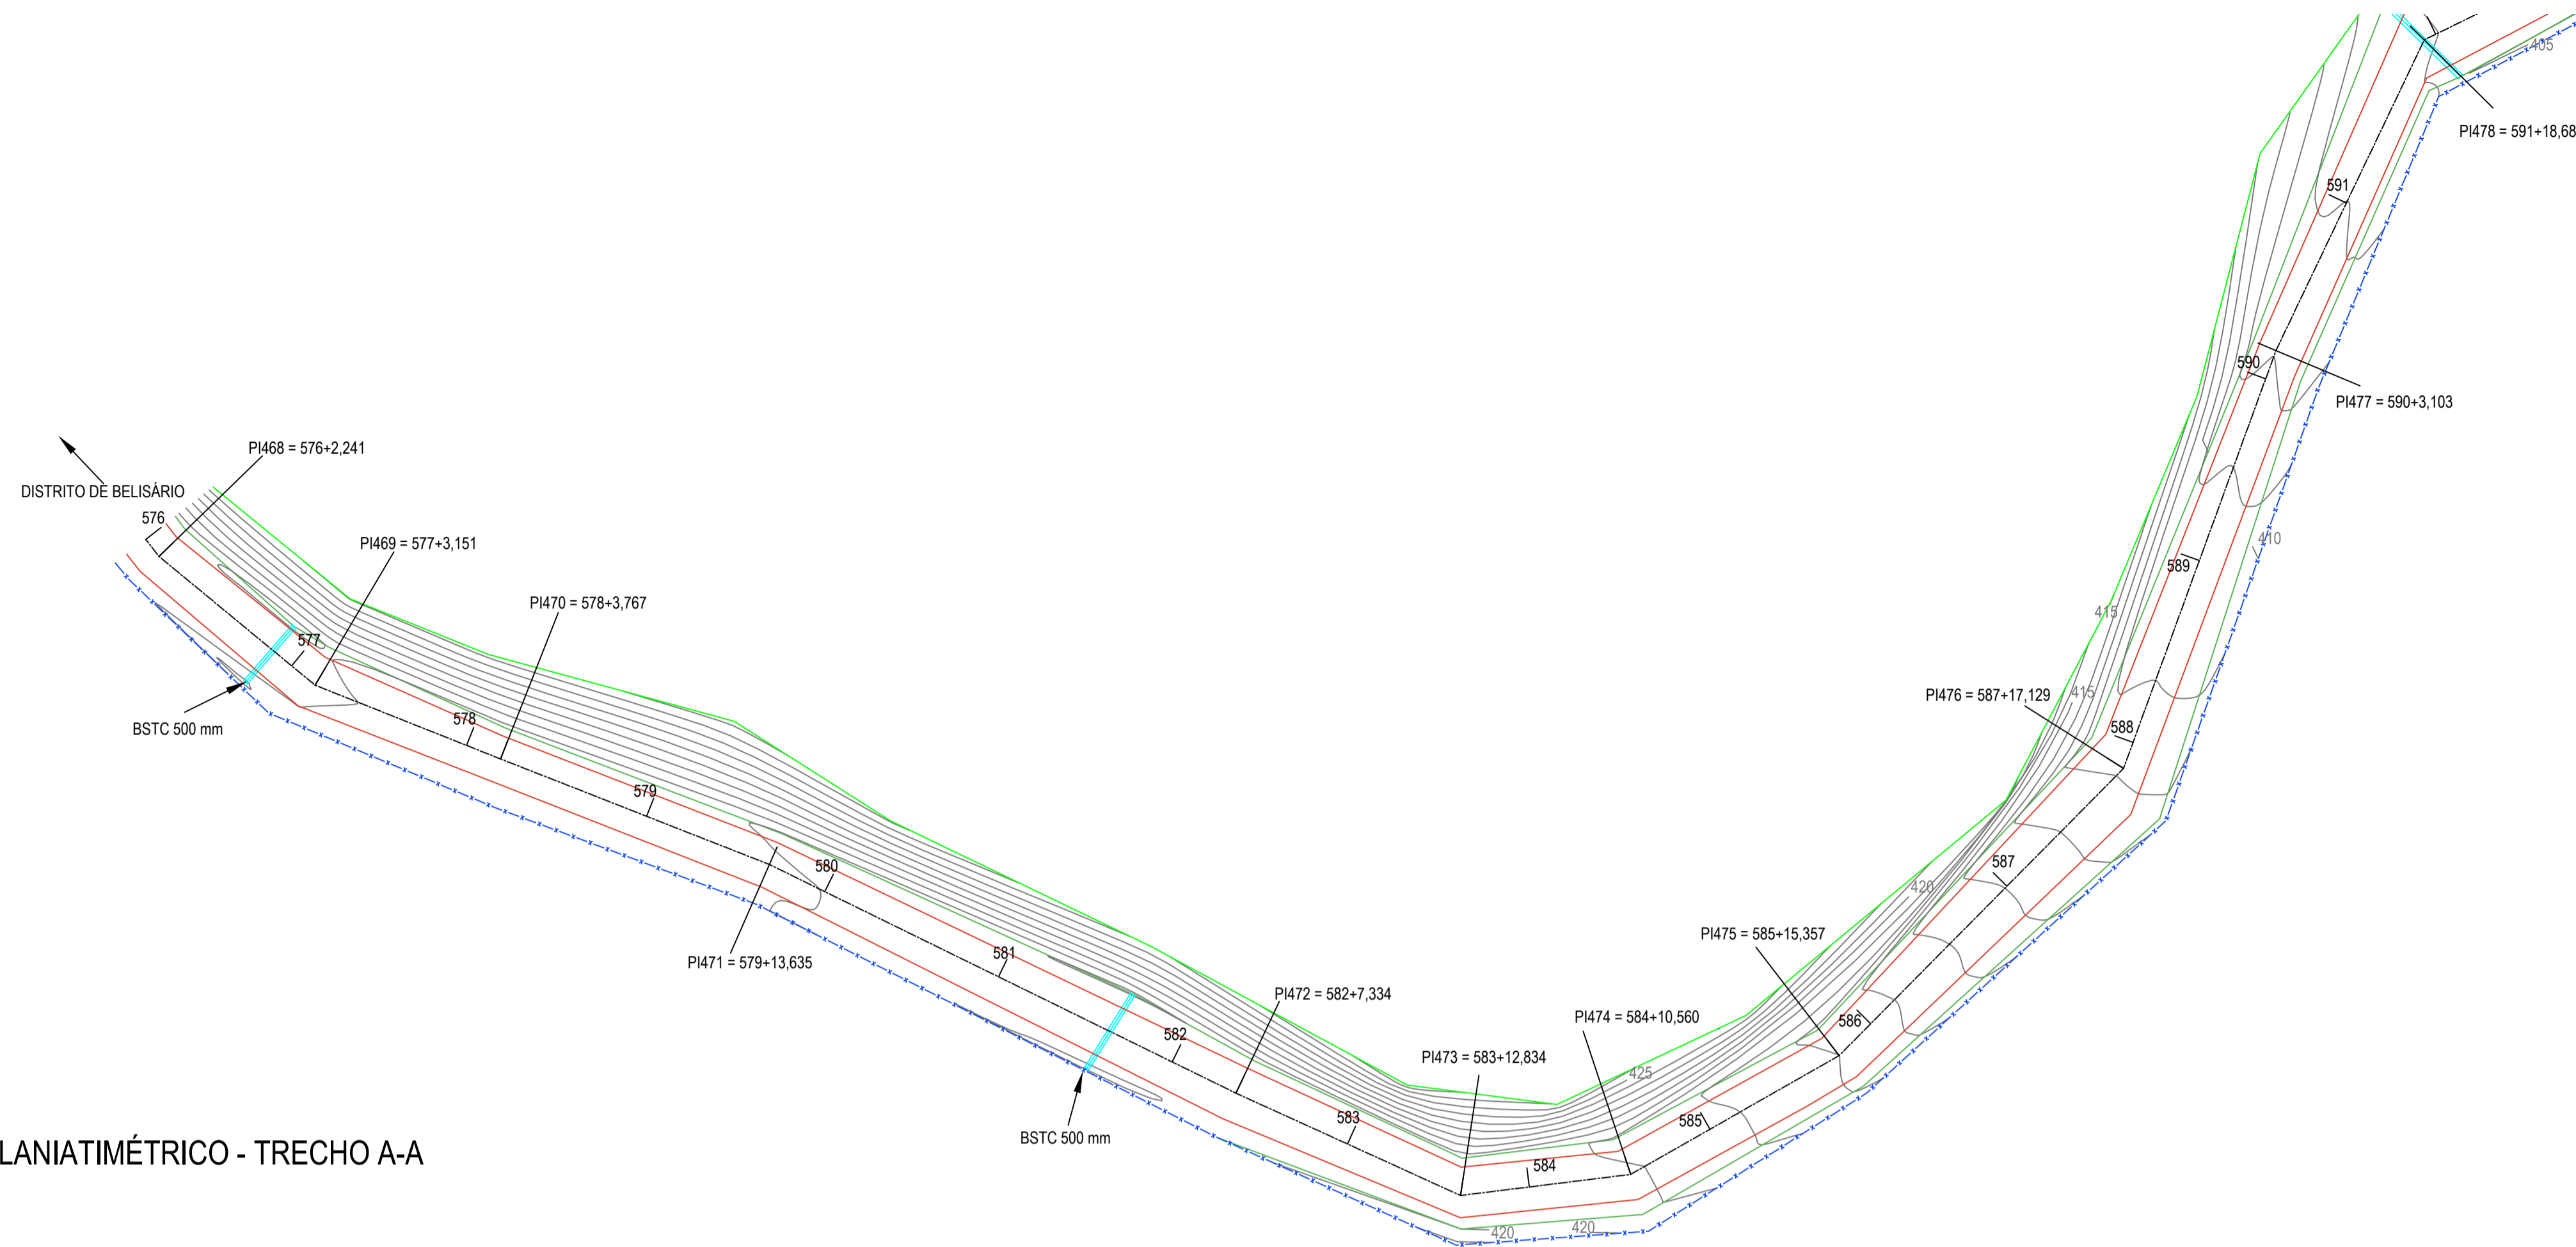 405
PI478 = 591+18,68
591
590
PI477 = 590+3,103
PI468 = 576+2,241
DISTRITO DE BELISÁRIO
576
PI469 = 577+3,151
410
589
PI470 = 578+3,767
415
577
415
PI476 = 587+17,129
578
BSTC 500 mm
588
579
587
580
420
PI475 = 585+15,357
581
PI471 = 579+13,635
PI472 = 582+7,334
PI474 = 584+10,560
586
582
PI473 = 583+12,834
425
583
585
BSTC 500 mm
LANIATIMÉTRICO - TRECHO A-A
584
420
420